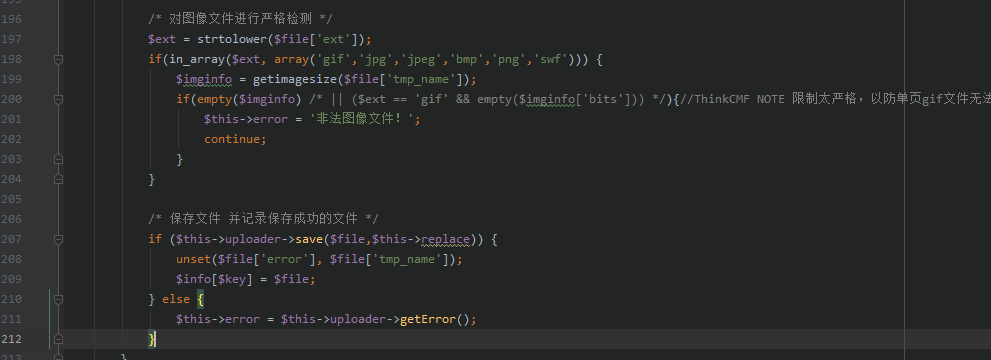 196 /* 对图像文件进行严格检测 */
197 $ext = strtolower($file['ext']);
198 if(in_array($ext, array('gif','jpg','jpeg','bmp','png','swf'))) {
199 $imginfo = getimagesize($file['tmp_name']);
200 if(empty($imginfo) /* || ($ext == 'gif' && empty($imginfo['bits'])) */){//ThinkCMF NOTE 限制太严格，以防单页gif文件无法
201 $this->error = '非法图像文件！';
202 continue;
203 }
204 }
205
206 /* 保存文件 并记录保存成功的文件 */
207 if ($this->uploader->save($file,$this->replace)) {
208 unset($file['error'], $file['tmp_name']);
209 $info[$key] = $file;
210 } else {
211 $this->error = $this->uploader->getError();
212 }
213 }